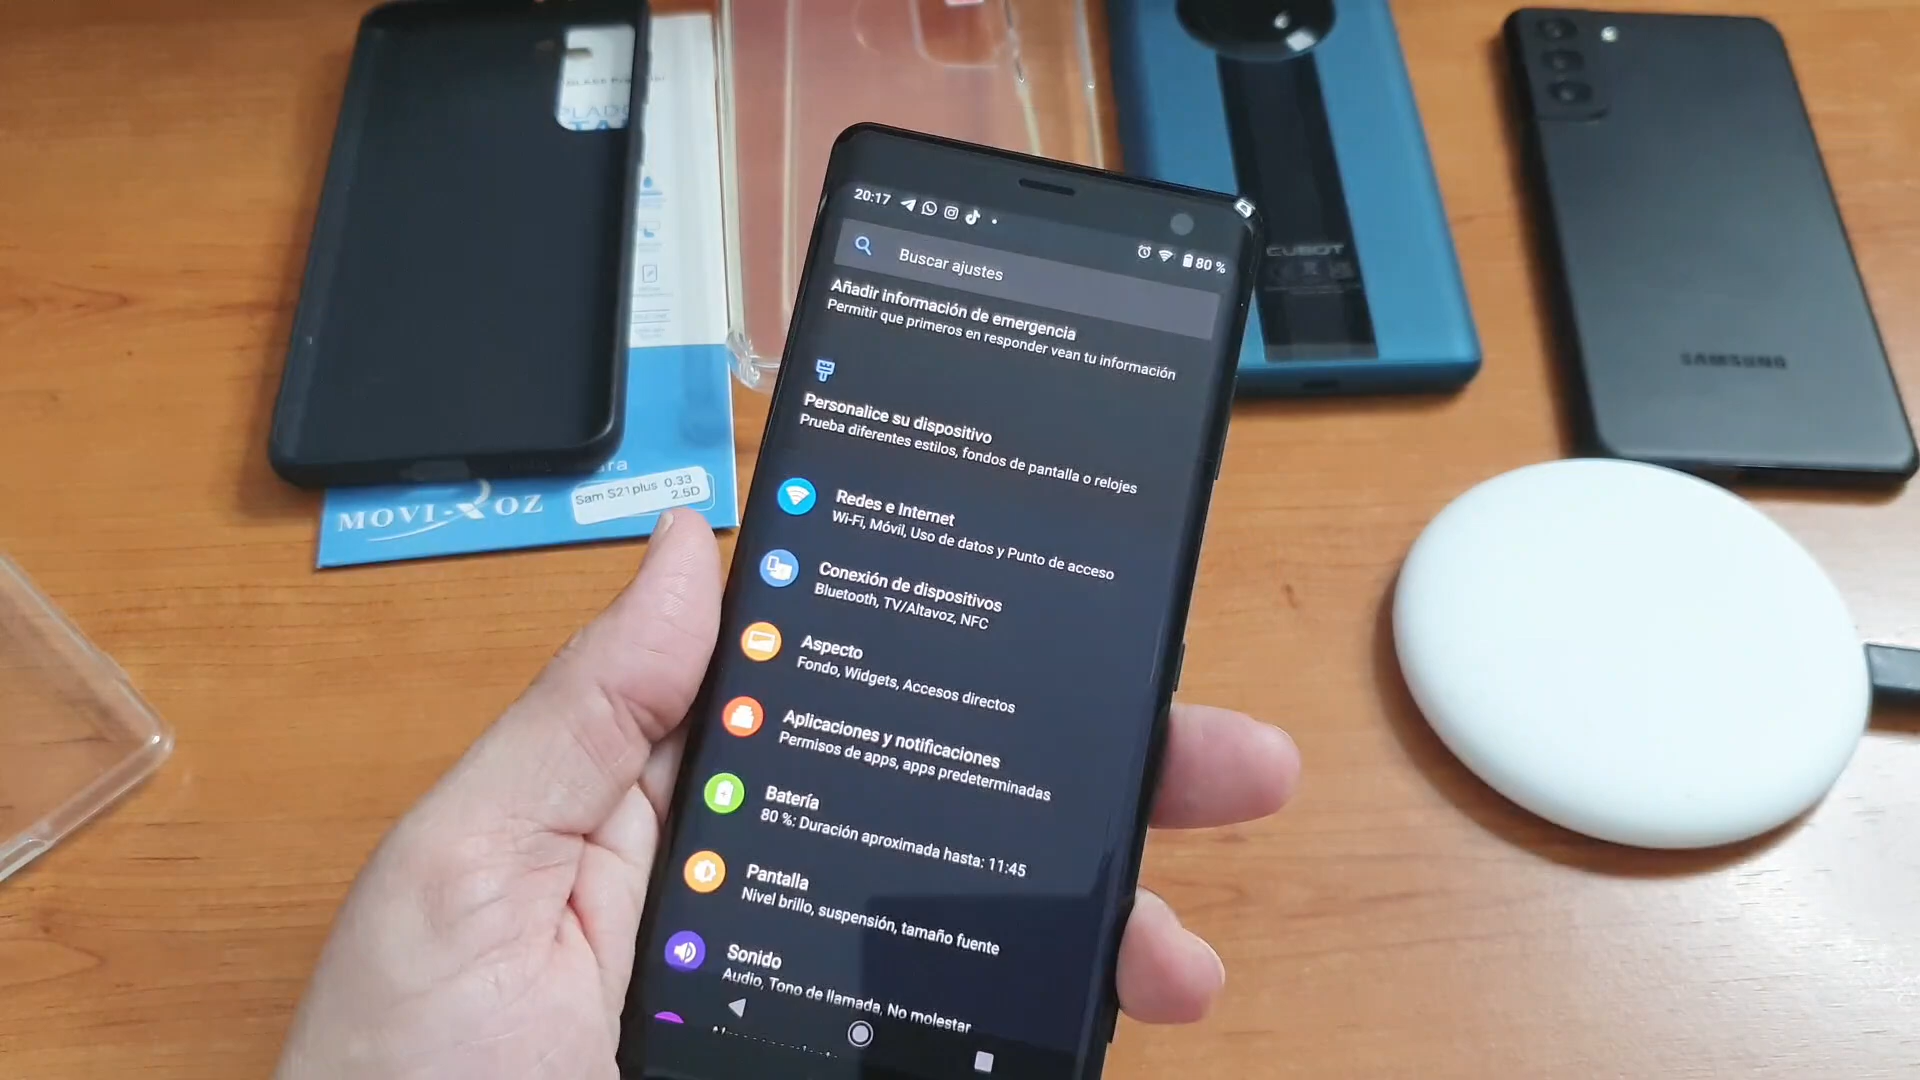 20:17
80 %
Buscar ajustes
Añadir información de emergencia
Permitir que primeros en responder vean tu información
Personalice su dispositivo
Prueba diferentes estilos, fondos de pantalla o relojes
Redes e Internet
Wi-Fi, Móvil, Uso de datos y Punto de acceso
Conexión de dispositivos
Bluetooth, TV/Altavoz, NFC
Aspecto
Fondo, Widgets, Accesos directos
Aplicaciones y notificaciones
Permisos de apps, apps predeterminadas
Batería
80 %: Duración aproximada hasta: 11:45
Pantalla
Nivel brillo, suspensión, tamaño fuente
Sonido
Audio, Tono de llamada, No molestar
MOVI-ROZ
Sam S21plus 0.33
2.5D
CUBOT
SAMSUNG